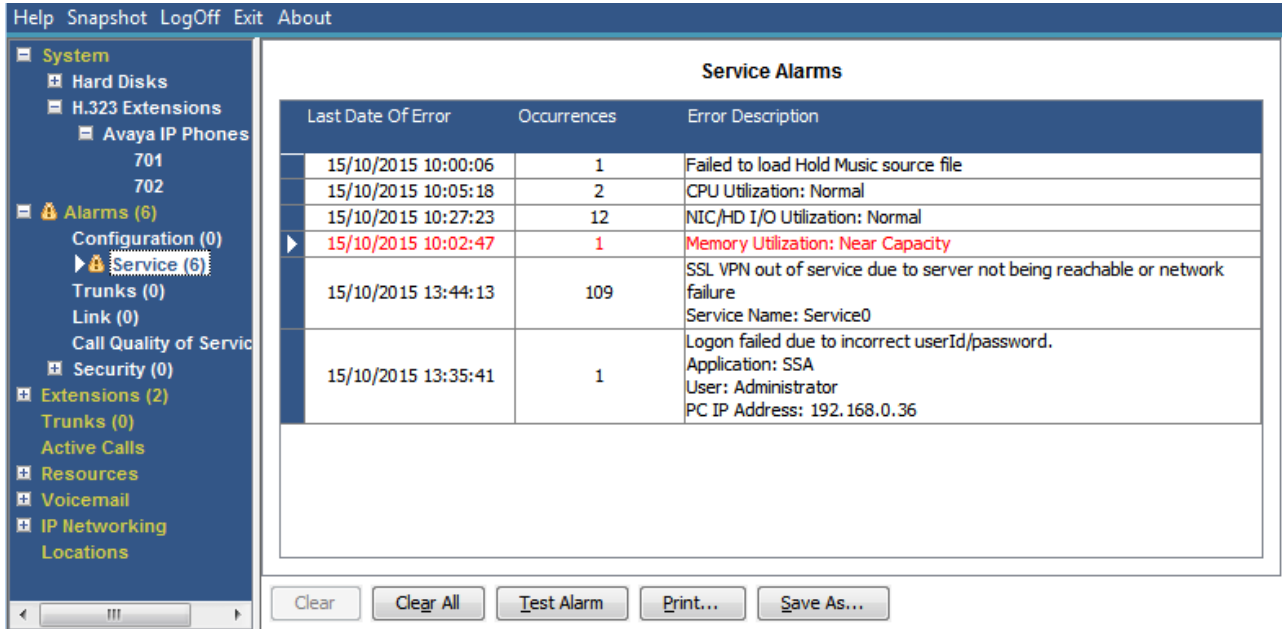 Help Snapshot LogOff Exit About
System
Hard Disks
H.323 Extensions
Avaya IP Phones
701
702
Alarms (6)
Configuration (0)
Service (6)
Trunks (0)
Link (0)
Call Quality of Servic
Security (0)
Extensions (2)
Trunks (0)
Active Calls
Resources
Voicemail
IP Networking
Locations
Service Alarms
Last Date Of Error Occurrences Error Description
15/10/2015 10:00:06 1 Failed to load Hold Music source file
15/10/2015 10:05:18 2 CPU Utilization: Normal
15/10/2015 10:27:23 12 NIC/HD I/O Utilization: Normal
15/10/2015 10:02:47 1 Memory Utilization: Near Capacity
SSL VPN out of service due to server not being reachable or network
15/10/2015 13:44:13 109 failure
Service Name: Service0
Logon failed due to incorrect userId/password.
Application: SSA
15/10/2015 13:35:41 1 User: Administrator
PC IP Address: 192.168.0.36
Clear Clear All Test Alarm Print... Save As...